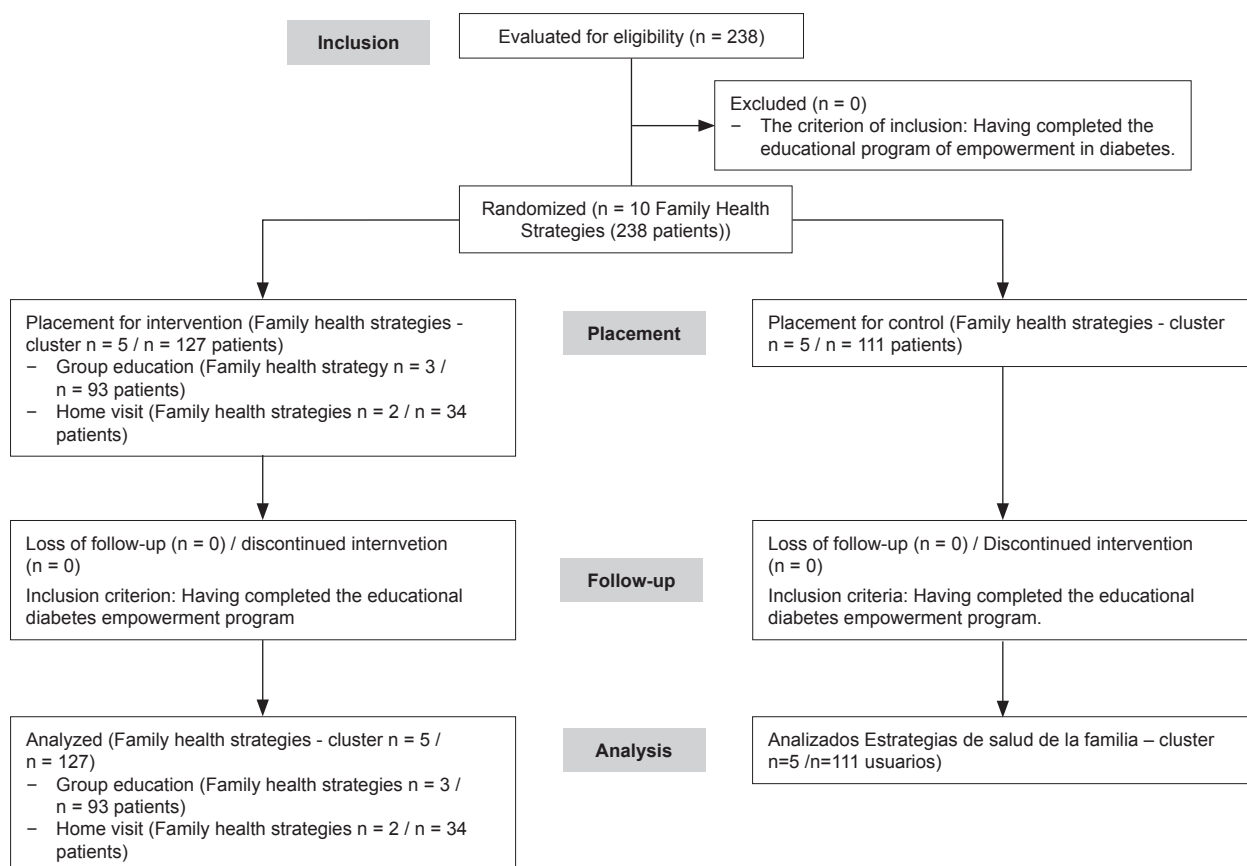 Inclusion
Evaluated for eligibility (n = 238)
Excluded (n = 0)
– The criterion of inclusion: Having completed the
educational program of empowerment in diabetes.
Randomized (n = 10 Family Health
Strategies (238 patients))
Placement for intervention (Family health strategies -
cluster n = 5 / n = 127 patients)
– Group education (Family health strategy n = 3 /
n = 93 patients)
– Home visit (Family health strategies n = 2 / n = 34
patients)
Placement
Placement for control (Family health strategies - cluster
n = 5 / n = 111 patients)
Loss of follow-up (n = 0) / discontinued internvetion
(n = 0)
Inclusion criterion: Having completed the educational
diabetes empowerment program
Follow-up
Loss of follow-up (n = 0) / Discontinued intervention
(n = 0)
Inclusion criteria: Having completed the educational
diabetes empowerment program.
Analyzed (Family health strategies - cluster n = 5 /
n = 127)
– Group education (Family health strategies n = 3 /
n = 93 patients)
– Home visit (Family health strategies n = 2 / n = 34
patients)
Analysis
Analizados Estrategias de salud de la familia – cluster
n=5 /n=111 usuarios)